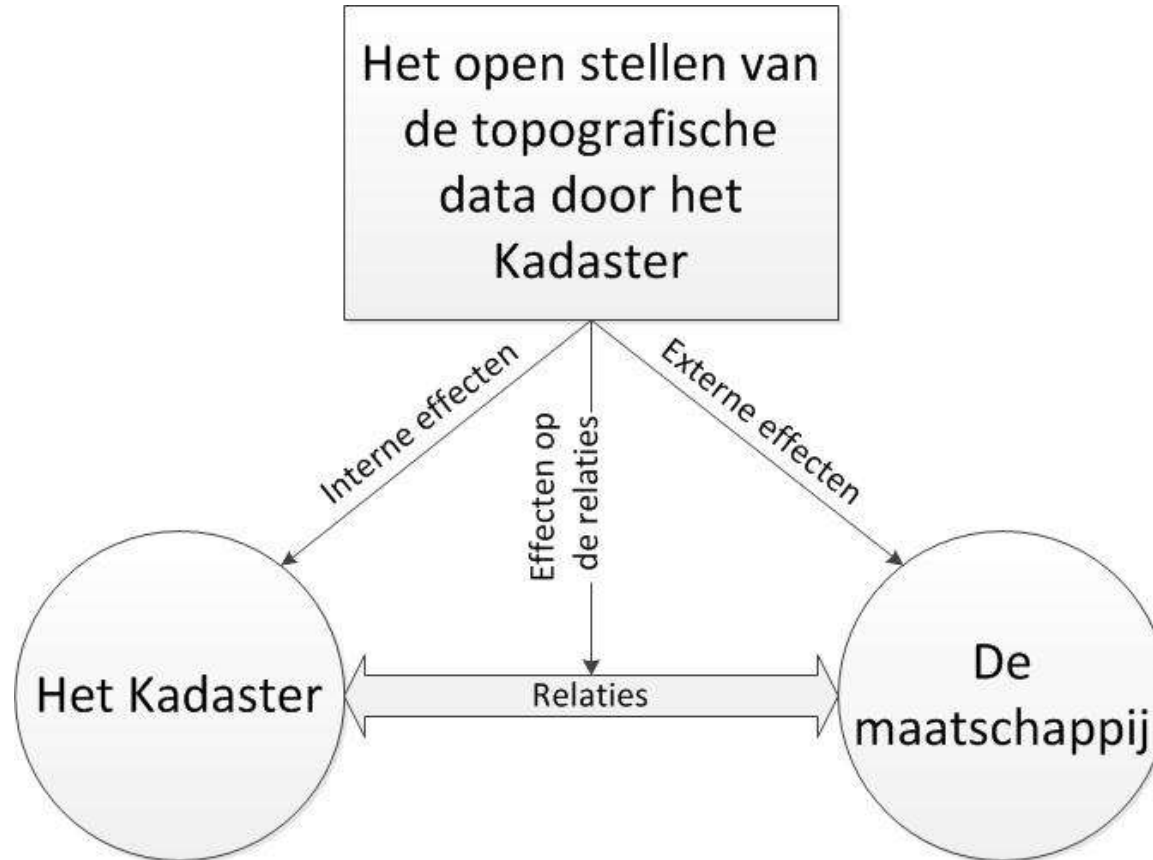 Het open stellen van
de topografische
data door het
Kadaster
Interne effecten
Effecten op
de relaties
Externe effecten
Het Kadaster
Relaties
De
maatschappij